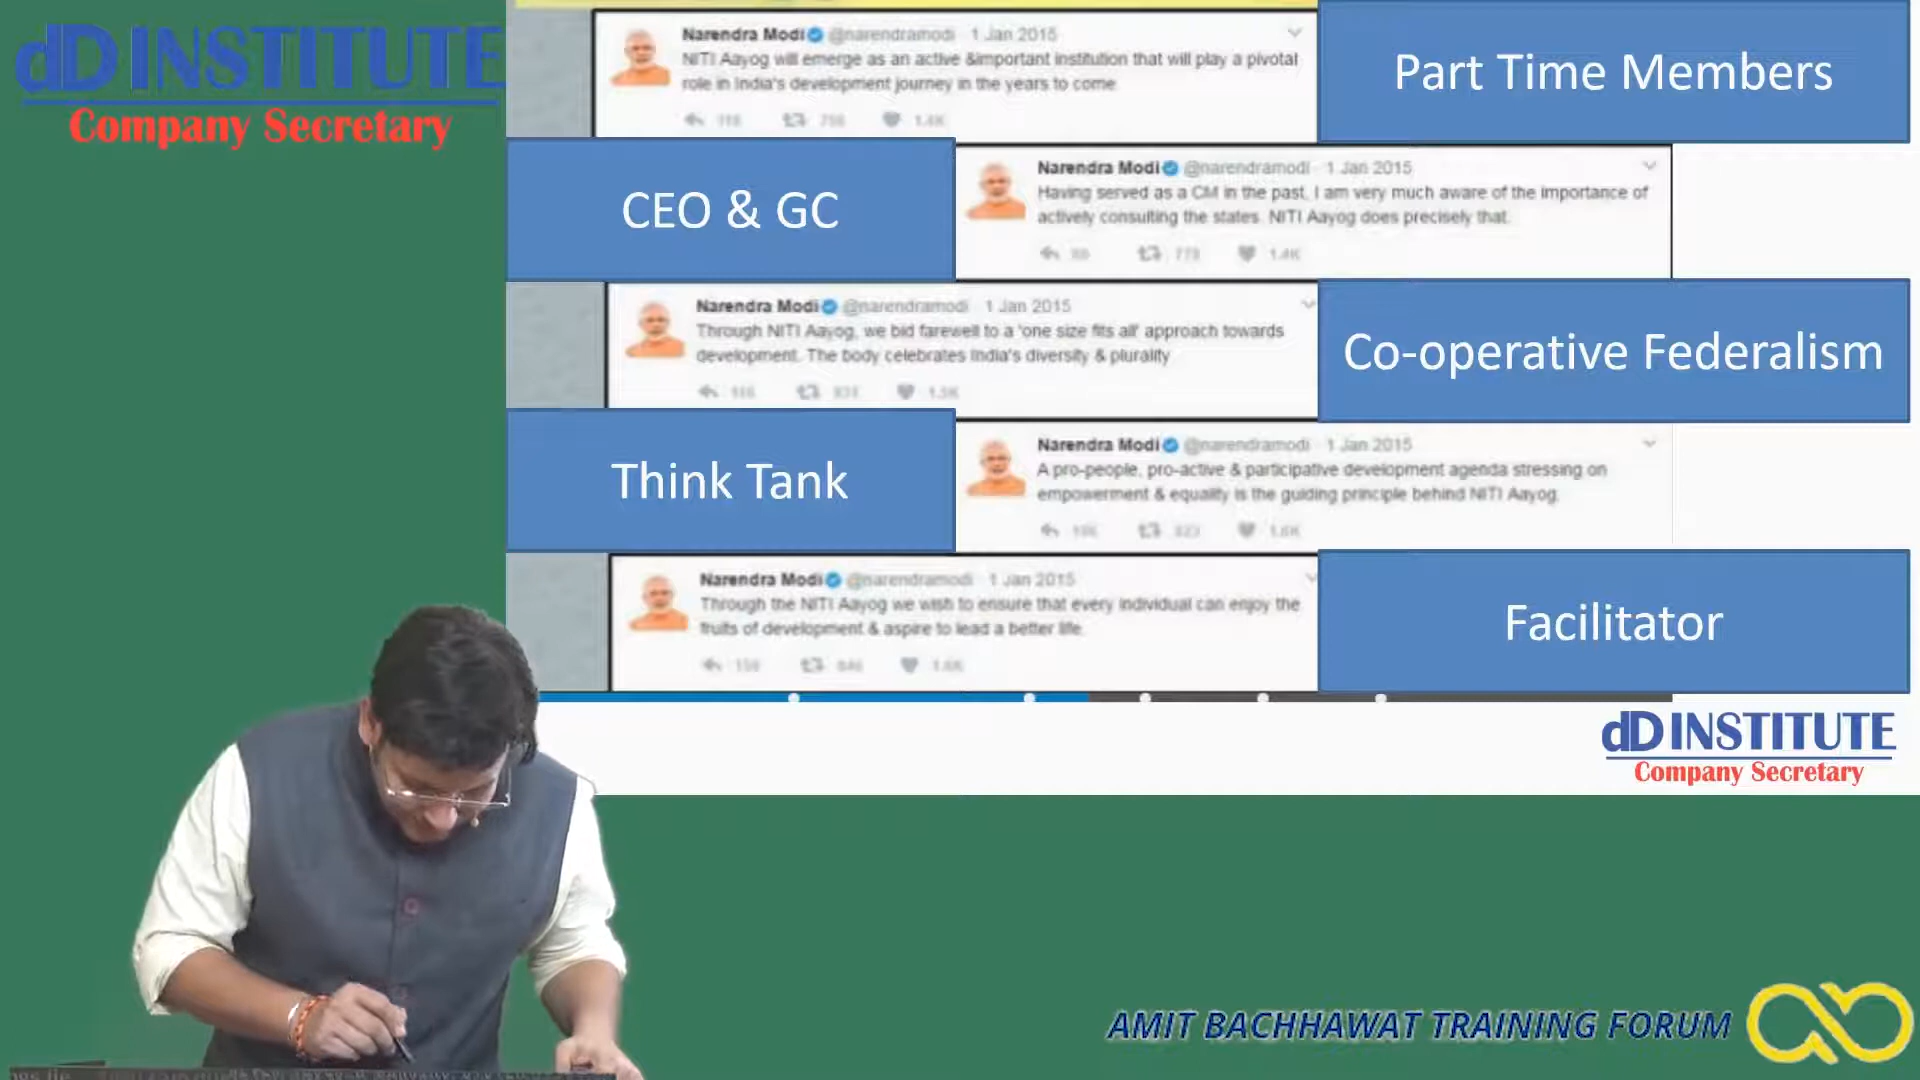 dD INSTITUTE
Company Secretary
Narendra Modi @narendramodi · 1 Jan 2015
NITI Aayog will emerge as an active &important institution that will play a pivotal
role in India's development journey in the years to come
1.4K
Part Time Members
CEO & GC
Narendra Modi @narendramodi · 1 Jan 2015
Having served as a CM in the past, I am very much aware of the importance of
actively consulting the states. NITI Aayog does precisely that.
1.4K
Narendra Modi @narendramodi · 1 Jan 2015
Through NITI Aayog, we bid farewell to a 'one size fits all' approach towards
development. The body celebrates India's diversity & plurality
Co-operative Federalism
Think Tank
Narendra Modi @narendramodi · 1 Jan 2015
A pro-people, pro-active & participative development agenda stressing on
empowerment & equality is the guiding principle behind NITI Aayog.
Narendra Modi @narendramodi · 1 Jan 2015
Through the NITI Aayog we wish to ensure that every individual can enjoy the
fruits of development & aspire to lead a better life.
Facilitator
dD INSTITUTE
Company Secretary
AMIT BACHHAWAT TRAINING FORUM